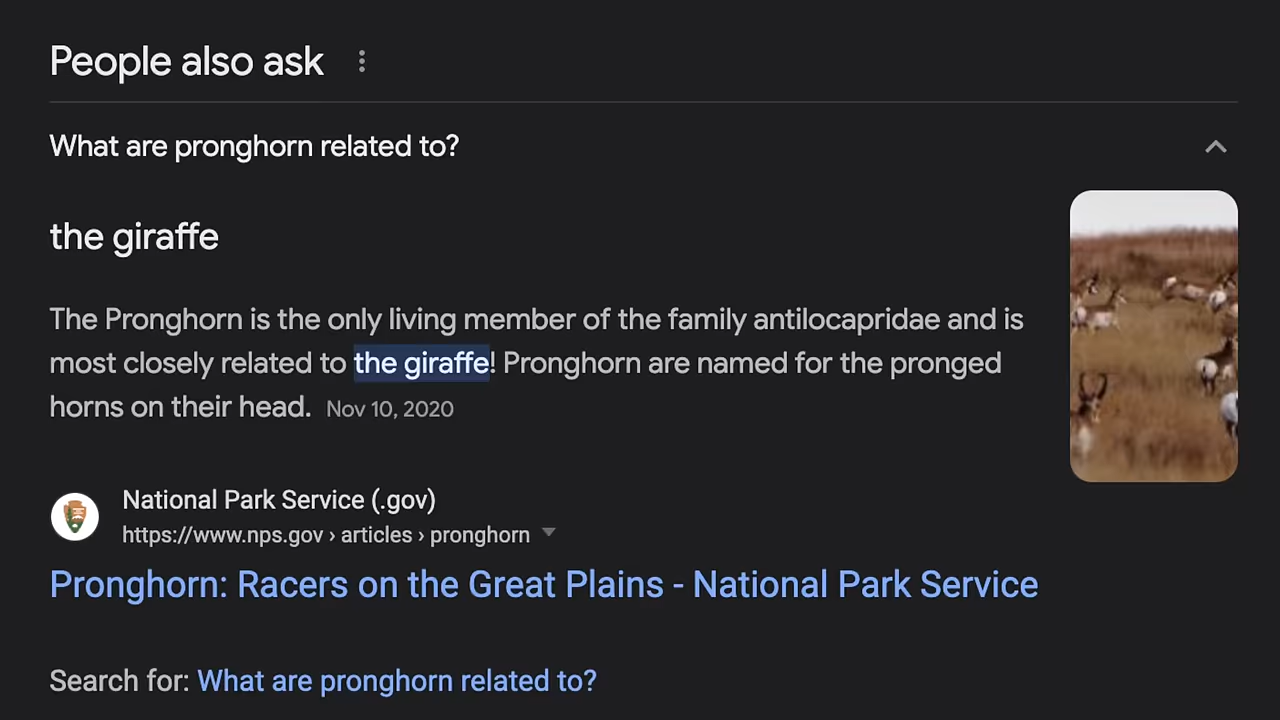 People also ask
What are pronghorn related to?
the giraffe
The Pronghorn is the only living member of the family antilocapridae and is
most closely related to the giraffe! Pronghorn are named for the pronged
horns on their head. Nov 10, 2020
National Park Service (.gov)
https://www.nps.gov › articles › pronghorn
Pronghorn: Racers on the Great Plains - National Park Service
Search for: What are pronghorn related to?